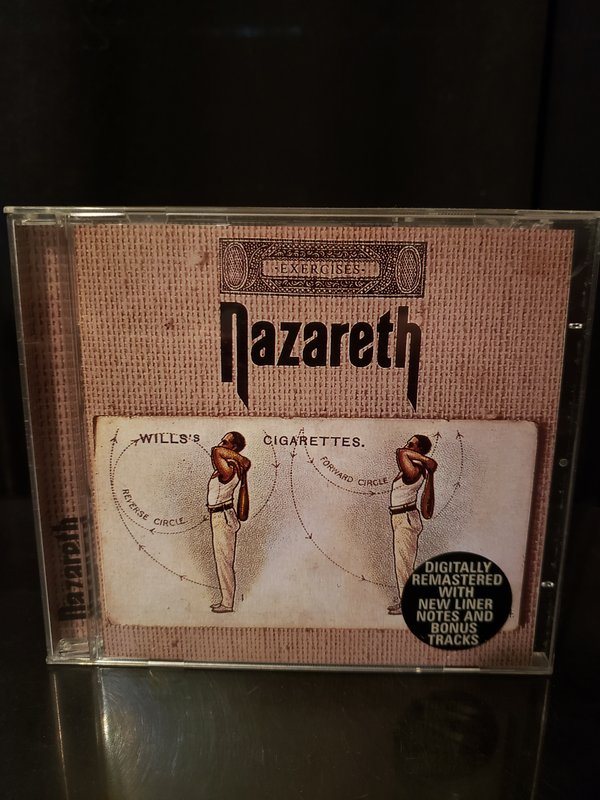 ·EXERCISES·
Nazareth
WILLS'S CIGARETTES.
REVERSE CIRCLE
FORWARD CIRCLE
Nazareth
DIGITALLY
REMASTERED
WITH
NEW LINER
NOTES AND
BONUS
TRACKS